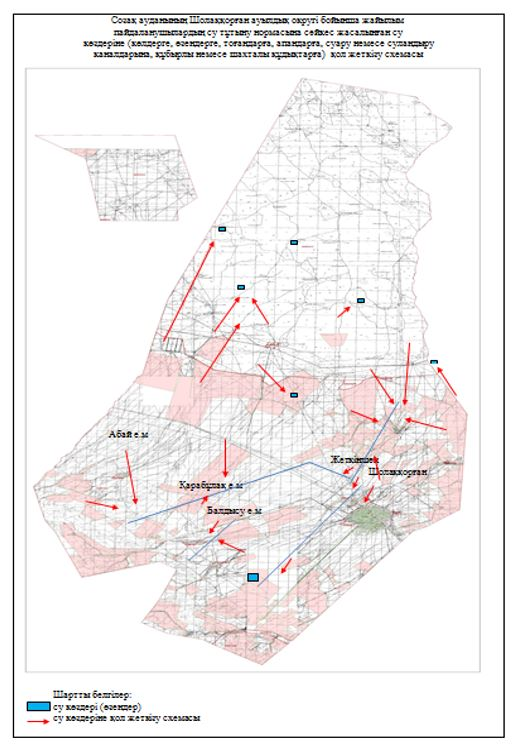 Созақ ауданының Шолаққорған ауылдық округі бойынша жайылым
пайдаланушылардың су тұтыну нормасына сәйкес жасалынған су
көздеріне (көлдерге, өзендерге, тоғандарға, апандарға, суару немесе суландыру
каналдарына, құбырлы немесе шахталы құдықтарға) қол жеткізу схемасы
Абай е.м
Жеткіншек
Шолаққорған
Қарабұлақ е.м
Балдысу е.м
Шартты белгілер:
су көздері (өзендер)
су көздеріне қол жеткізу схемасы